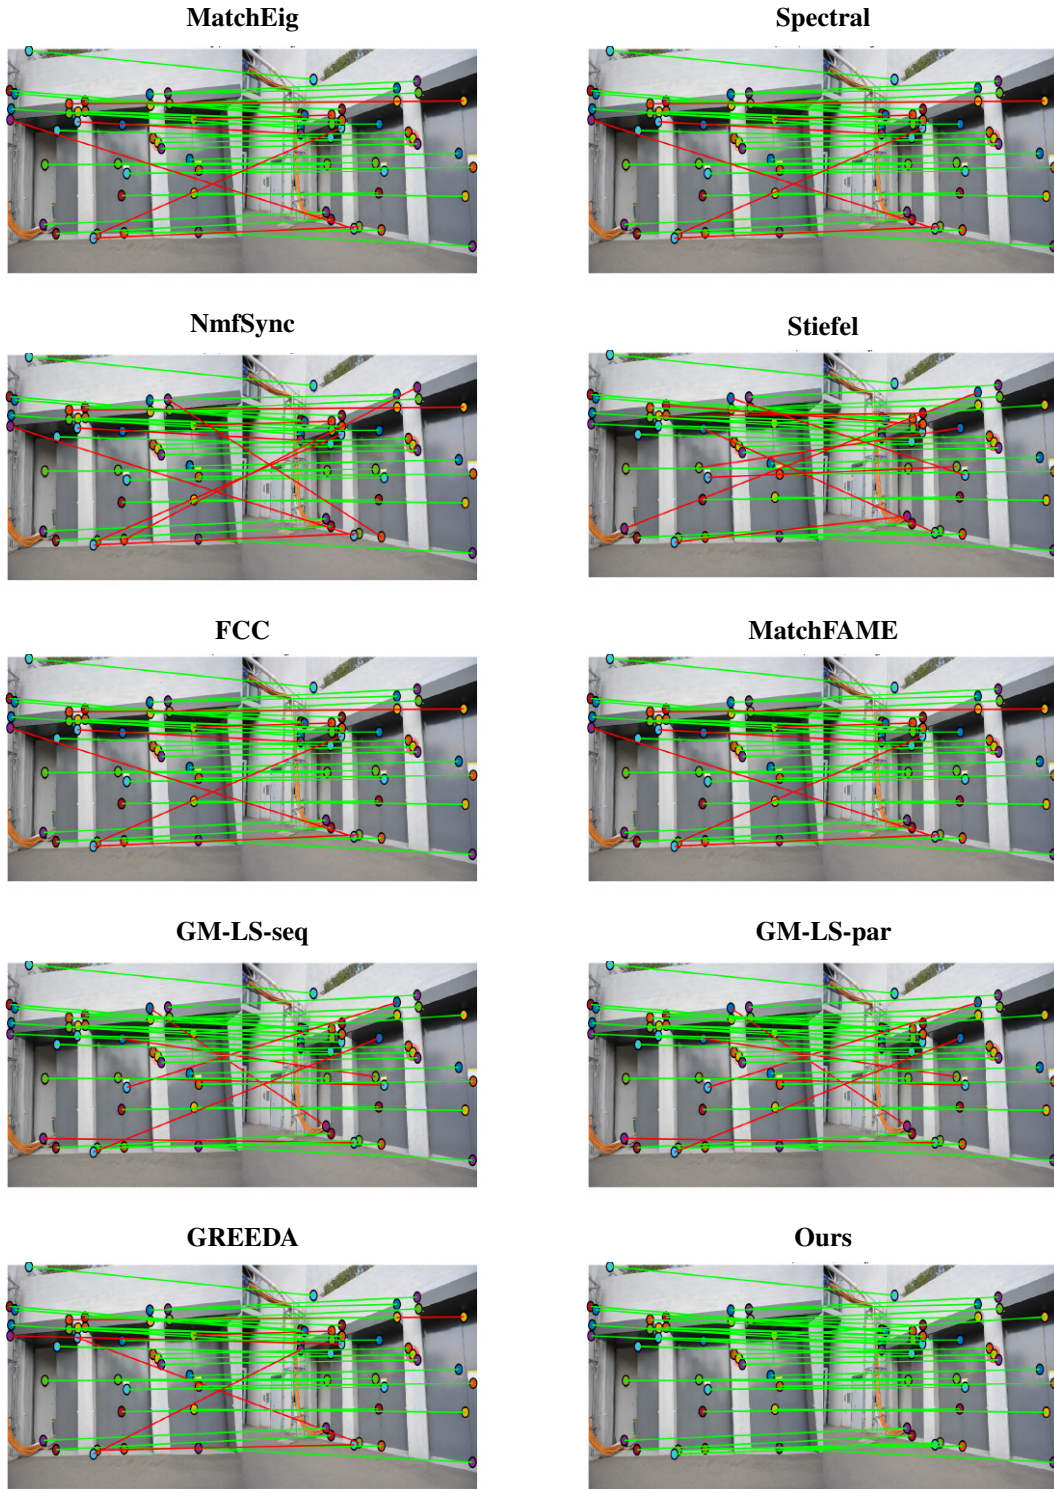 MatchEig Spectral
NmfSync Stiefel
FCC MatchFAME
GM-LS-seq GM-LS-par
GREEDA Ours